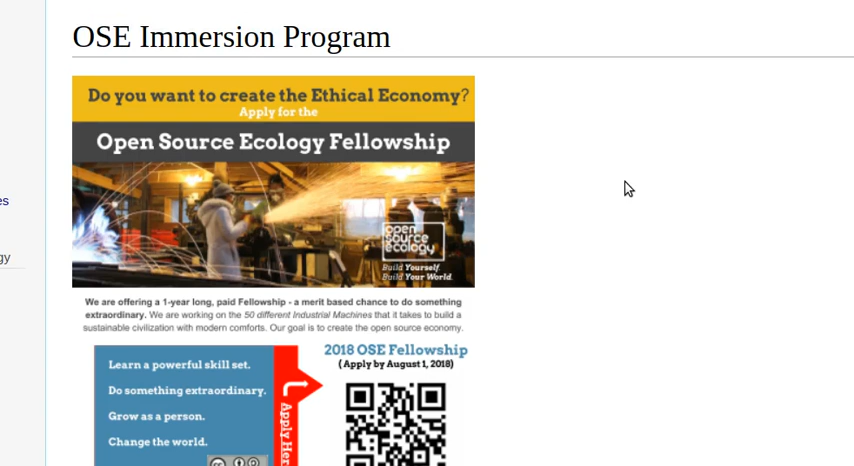 OSE Immersion Program
Do you want to create the Ethical Economy?
Apply for the
Open Source Ecology Fellowship
open
source
ecology
Build Yourself.
Build Your World.
We are offering a 1-year long, paid Fellowship - a merit based chance to do something
extraordinary. We are working on the 50 different Industrial Machines that it takes to build a
sustainable civilization with modern comforts. Our goal is to create the open source economy.
2018 OSE Fellowship
(Apply by August 1, 2018)
Learn a powerful skill set.
Do something extraordinary.
Grow as a person.
Change the world.
Apply Her
es
gy